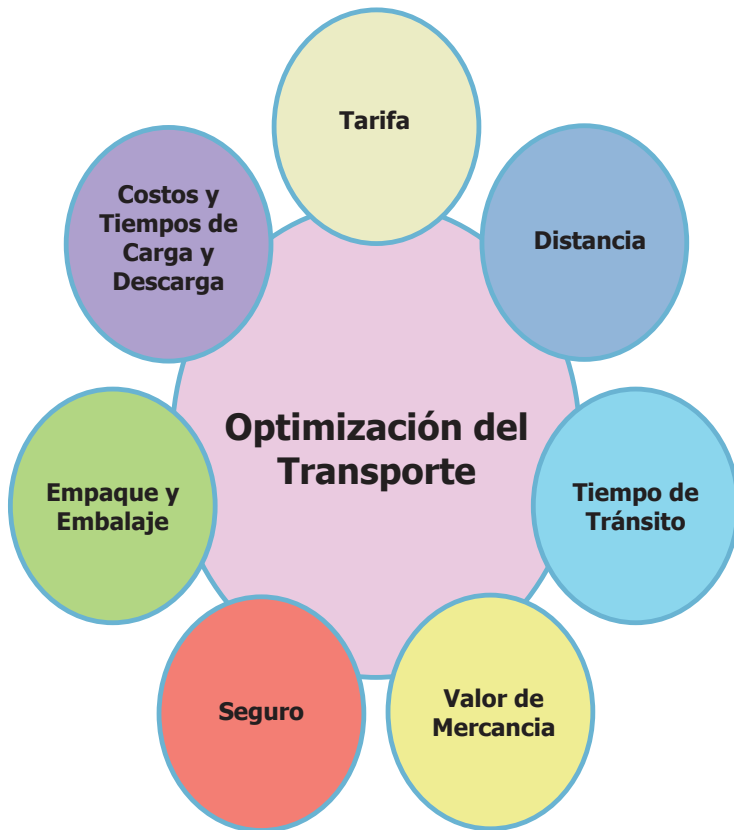 Tarifa
Distancia
Tiempo de
Tránsito
Valor de
Mercancia
Seguro
Empaque y
Embalaje
Costos y
Tiempos de
Carga y
Descarga
Optimización del
Transporte